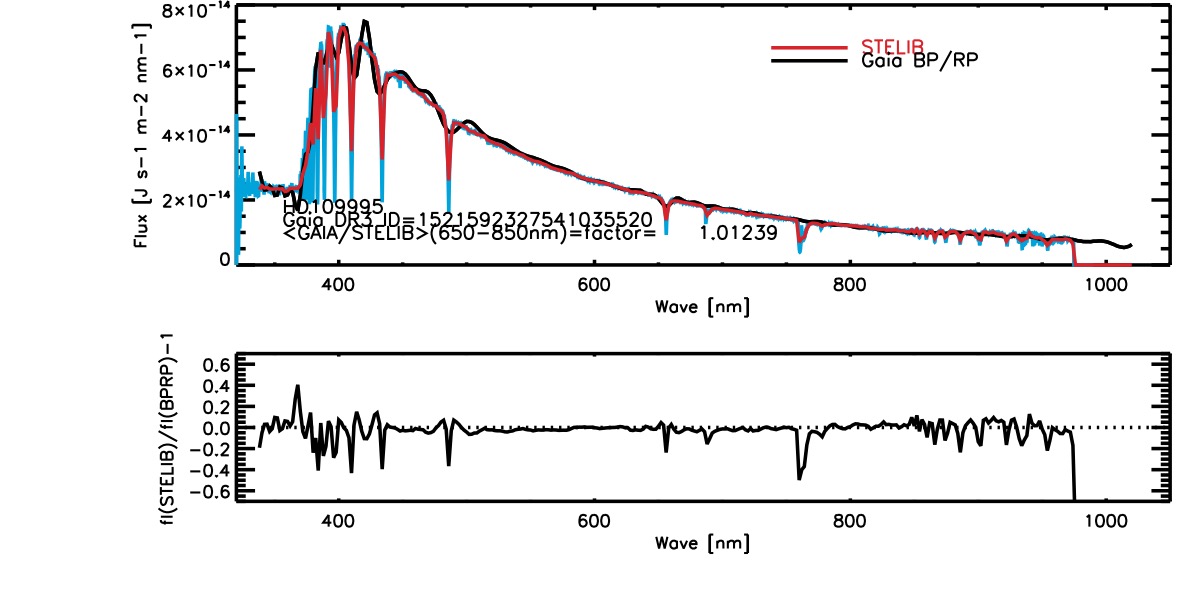 8×10−14
6×10−14
4×10−14
2×10−14
0
Flux [J s−1 m−2 nm−1]
STELIB
Gaia BP/RP
HD109995
Gaia DR3 ID=1521592327541035520
<GAIA/STELIB>(650−850nm)=factor= 1.01239
400 600 800 1000
Wave [nm]
fl(STELIB)/fl(BPRP)−1
0.6
0.4
0.2
0.0
−0.2
−0.4
−0.6
400 600 800 1000
Wave [nm]